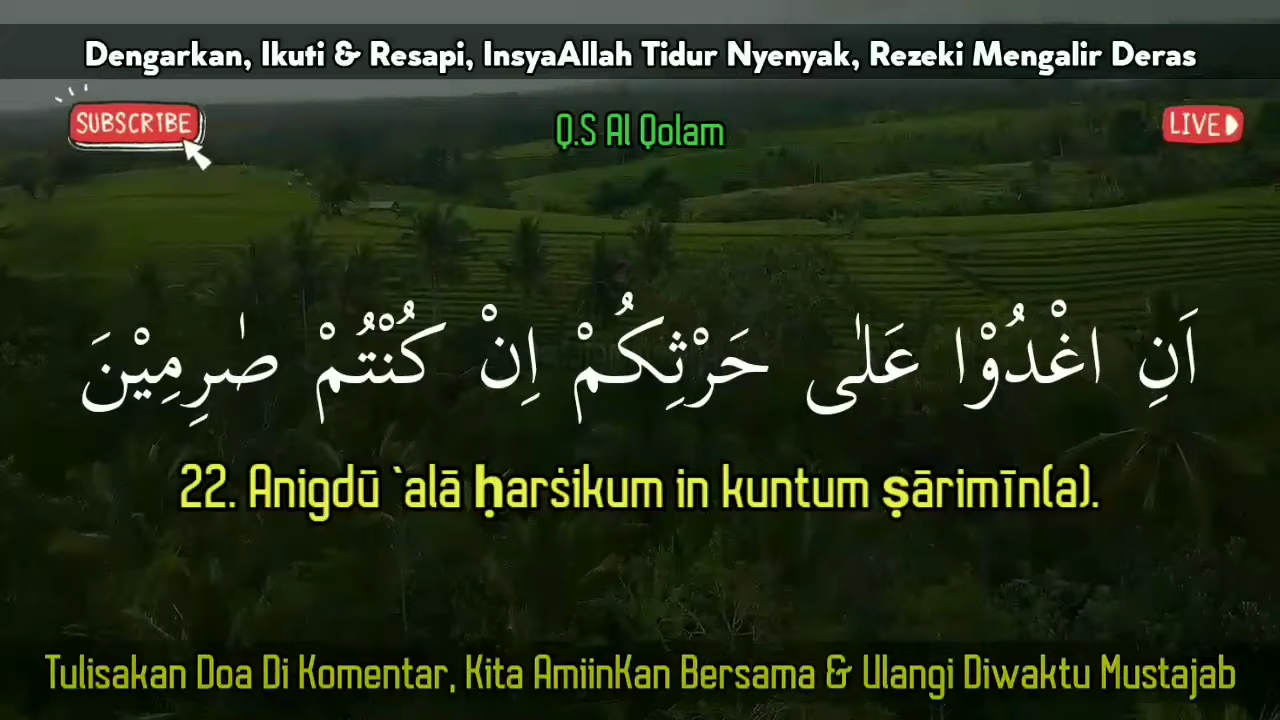 Dengarkan, Ikuti & Resapi, InsyaAllah Tidur Nyenyak, Rezeki Mengalir Deras
SUBSCRIBE
Q.S Al Qolam
LIVE
اَنِ اغْدُوْا عَلٰى حَرْثِكُمْ اِنْ كُنْتُمْ صٰرِمِيْنَ
22. Anigdū `alā ḥarṡikum in kuntum ṣārimīn(a).
Tulisakan Doa Di Komentar, Kita AmiinKan Bersama & Ulangi Diwaktu Mustajab